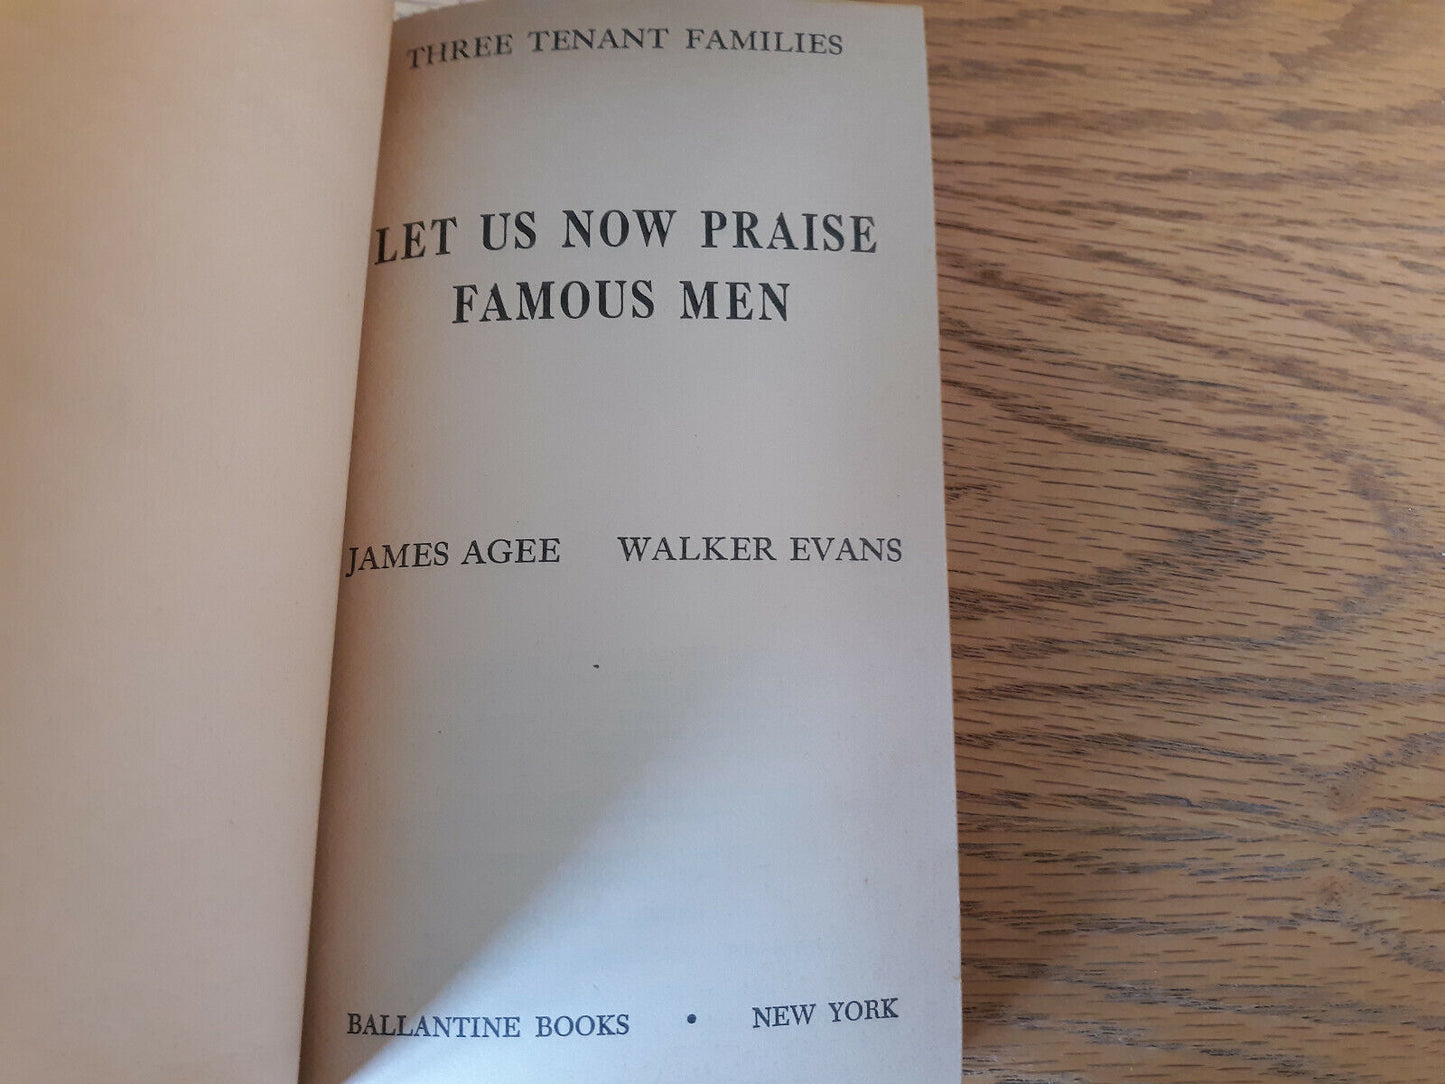 THREE TENANT FAMILIES
LET US NOW PRAISE
FAMOUS MEN
JAMES AGEE WALKER EVANS
BALLANTINE BOOKS • NEW YORK